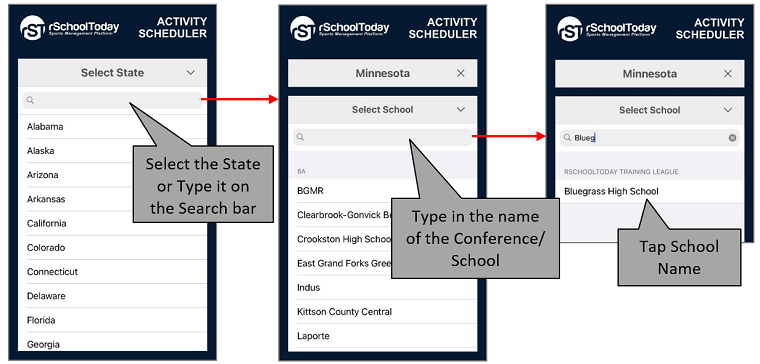 rSchoolToday
Sports Management Platform
ACTIVITY
SCHEDULER
Select State
Alabama
Alaska
Arizona
Arkansas
California
Colorado
Connecticut
Delaware
Florida
Georgia
Select the State
or Type it on
the Search bar
rSchoolToday
Sports Management Platform
ACTIVITY
SCHEDULER
Minnesota
Select School
8A
BGMR
Clearbrook-Gonvick Be
Crookston High Schoo
East Grand Forks Gree
Indus
Kittson County Central
Laporte
Type in the name
of the Conference/
School
rSchoolToday
Sports Management Platform
ACTIVITY
SCHEDULER
Minnesota
Select School
Blueg
RSCHOOLTODAY TRAINING LEAGUE
Bluegrass High School
Tap School
Name